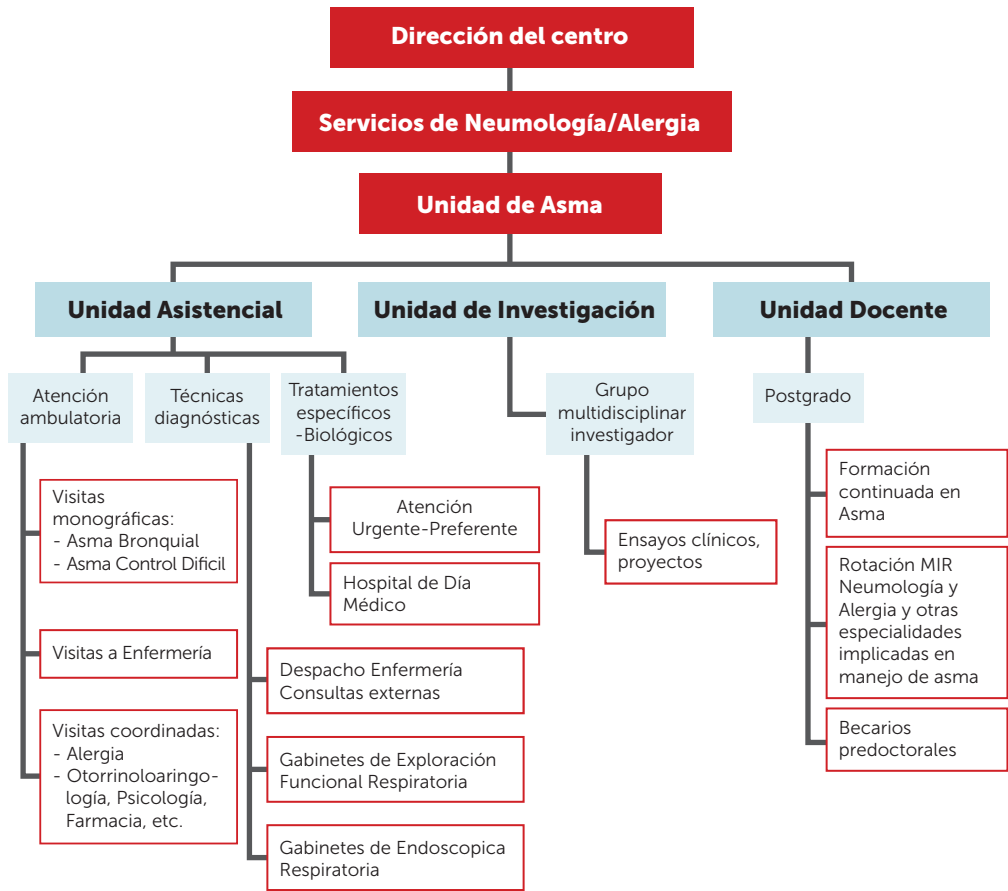 Dirección del centro
Servicios de Neumología/Alergia
Unidad de Asma
Unidad Asistencial
Unidad de Investigación
Unidad Docente
Atención
ambulatoria
Técnicas
diagnósticas
Tratamientos
específicos
-Biológicos
Grupo
multidisciplinar
investigador
Postgrado
Visitas
monográficas:
- Asma Bronquial
- Asma Control Dificil
Visitas a Enfermería
Visitas coordinadas:
- Alergia
- Otorrinoloaringo-
logía, Psicología,
Farmacia, etc.
Atención
Urgente-Preferente
Hospital de Día
Médico
Despacho Enfermería
Consultas externas
Gabinetes de Exploración
Funcional Respiratoria
Gabinetes de Endoscopica
Respiratoria
Ensayos clínicos,
proyectos
Formación
continuada en
Asma
Rotación MIR
Neumología y
Alergia y otras
especialidades
implicadas en
manejo de asma
Becarios
predoctorales